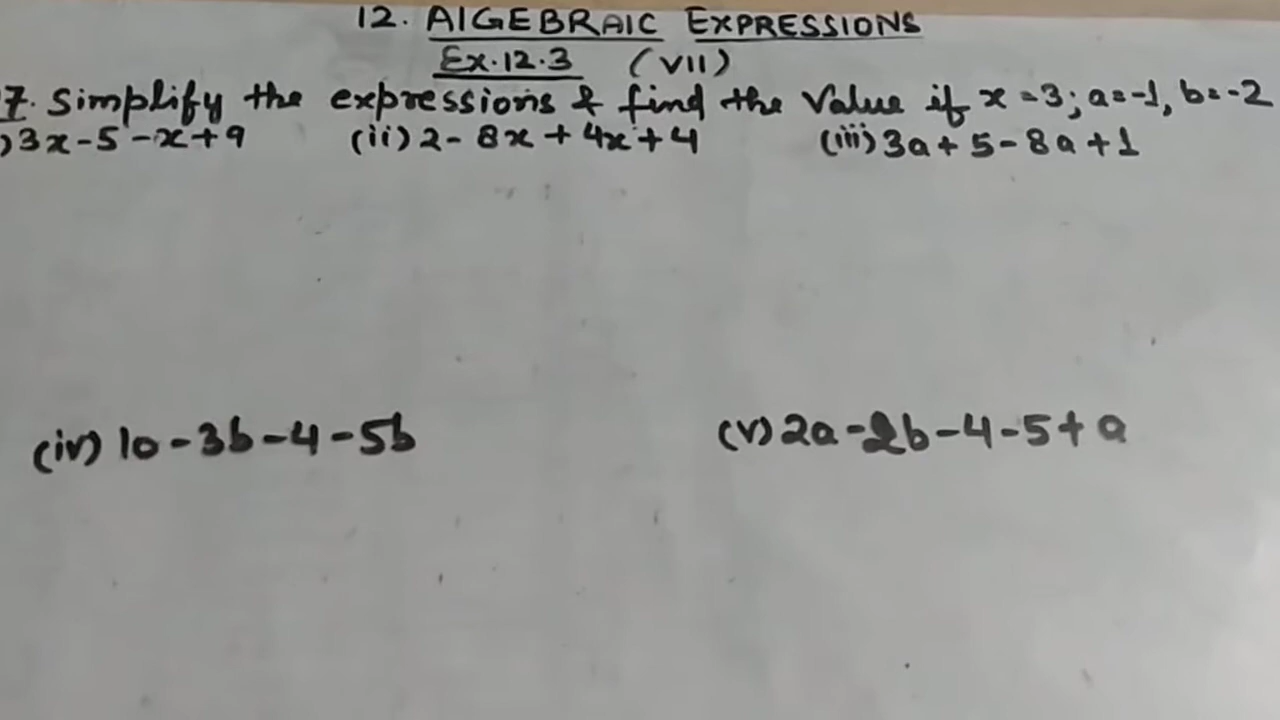 12. AlGEBRAIC EXPRESSIONS
Ex.12.3 (VII)
7. Simplify the expressions & find the Value if x = 3; a = -1, b = -2
)3x-5-x+9 (ii) 2-8x+4x+4 (iii) 3a+5-8a+1
(iv) 10-3b-4-5b (v) 2a-2b-4-5+a